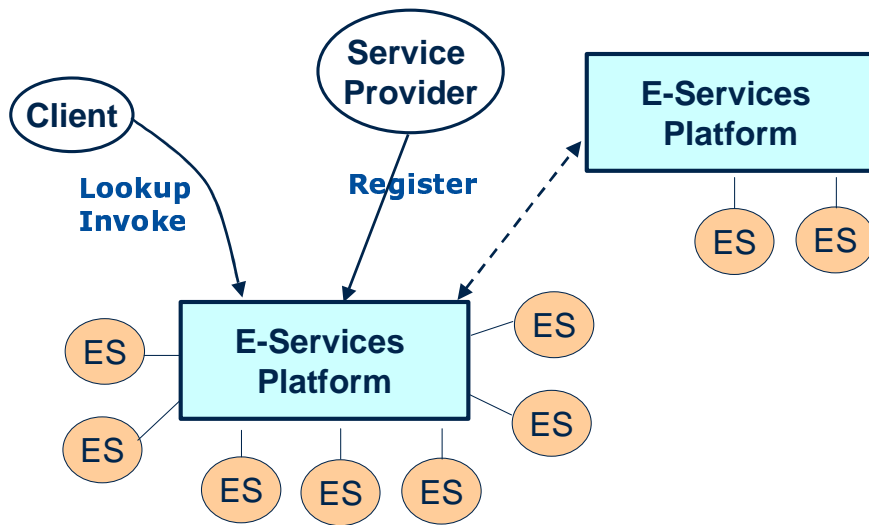 Service
Provider
Client
E-Services
Platform
Lookup
Invoke
Register
ES
ES
E-Services
Platform
ES
ES
ES
ES
ES
ES
ES